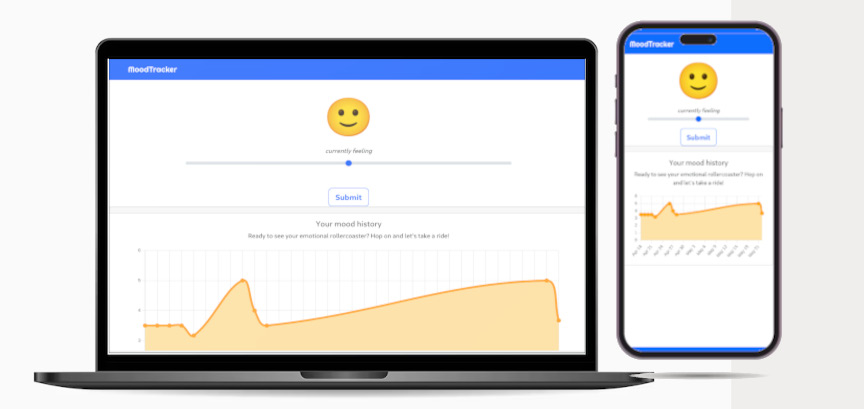 MoodTracker
currently feeling
Submit
Your mood history
Ready to see your emotional rollercoaster? Hop on and let's take a ride!
6
MoodTracker
currently feeling
Submit
Your mood history
Ready to see your emotional rollercoaster? Hop on
and let's take a ride!